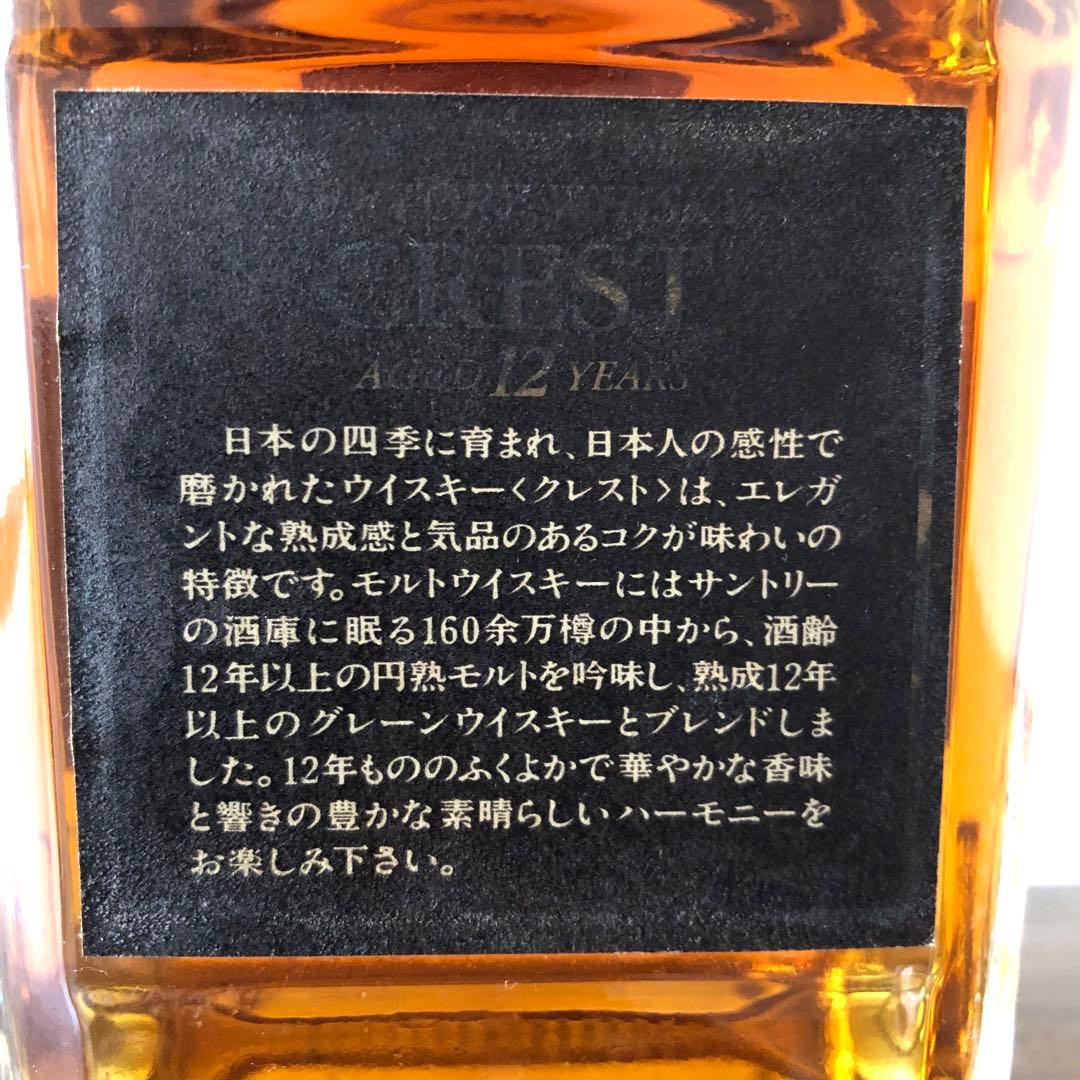 CREST
AGED 12 YEARS
日本の四季に育まれ、日本人の感性で
磨かれたウイスキー〈クレスト〉は、エレガ
ントな熟成感と気品のあるコクが味わいの
特徴です。モルトウイスキーにはサントリー
の酒庫に眠る160余万樽の中から、酒齢
12年以上の円熟モルトを吟味し、熟成12年
以上のグレーンウイスキーとブレンドしま
した。12年もののふくよかで華やかな香味
と響きの豊かな素晴らしいハーモニーを
お楽しみ下さい。